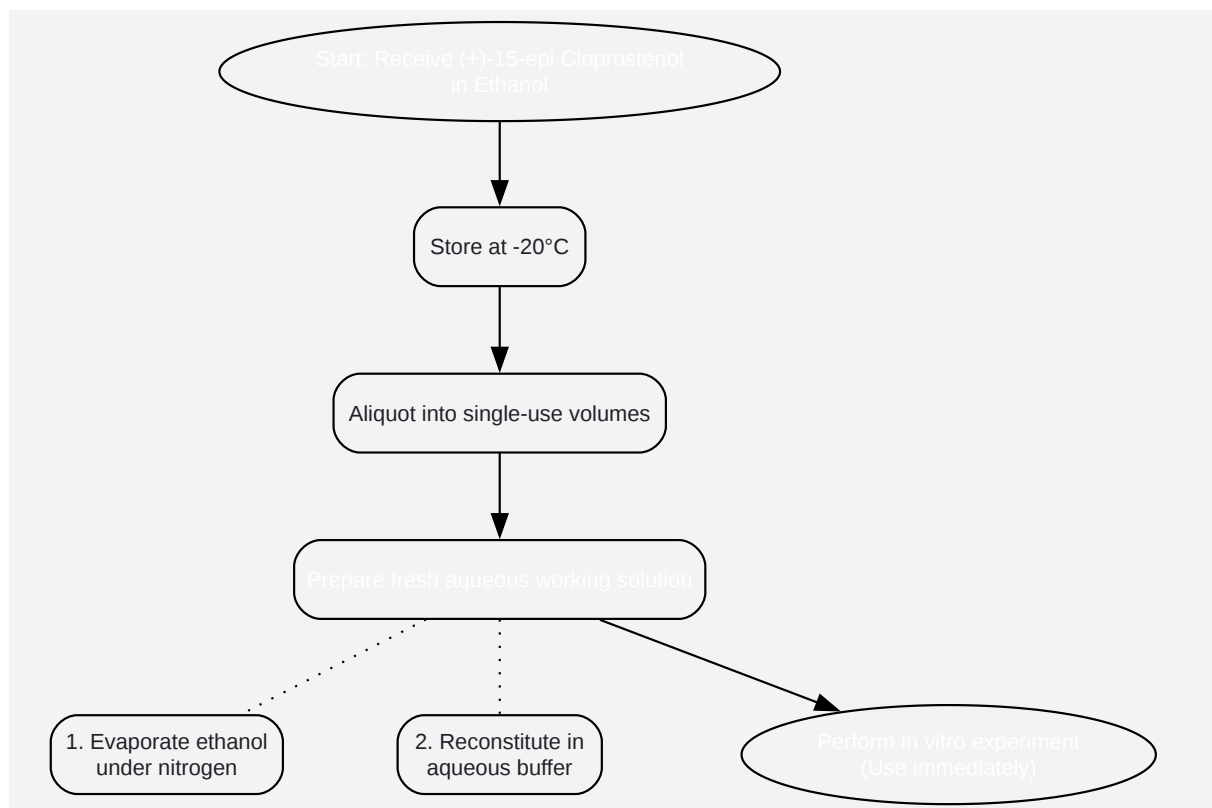 Start: Receive (+)-15-epi Cloprostenol
in Ethanol
Store at -20°C
Aliquot into single-use volumes
Prepare fresh aqueous working solution
1. Evaporate ethanol
under nitrogen
2. Reconstitute in
aqueous buffer
Perform in vitro experiment
(Use immediately)